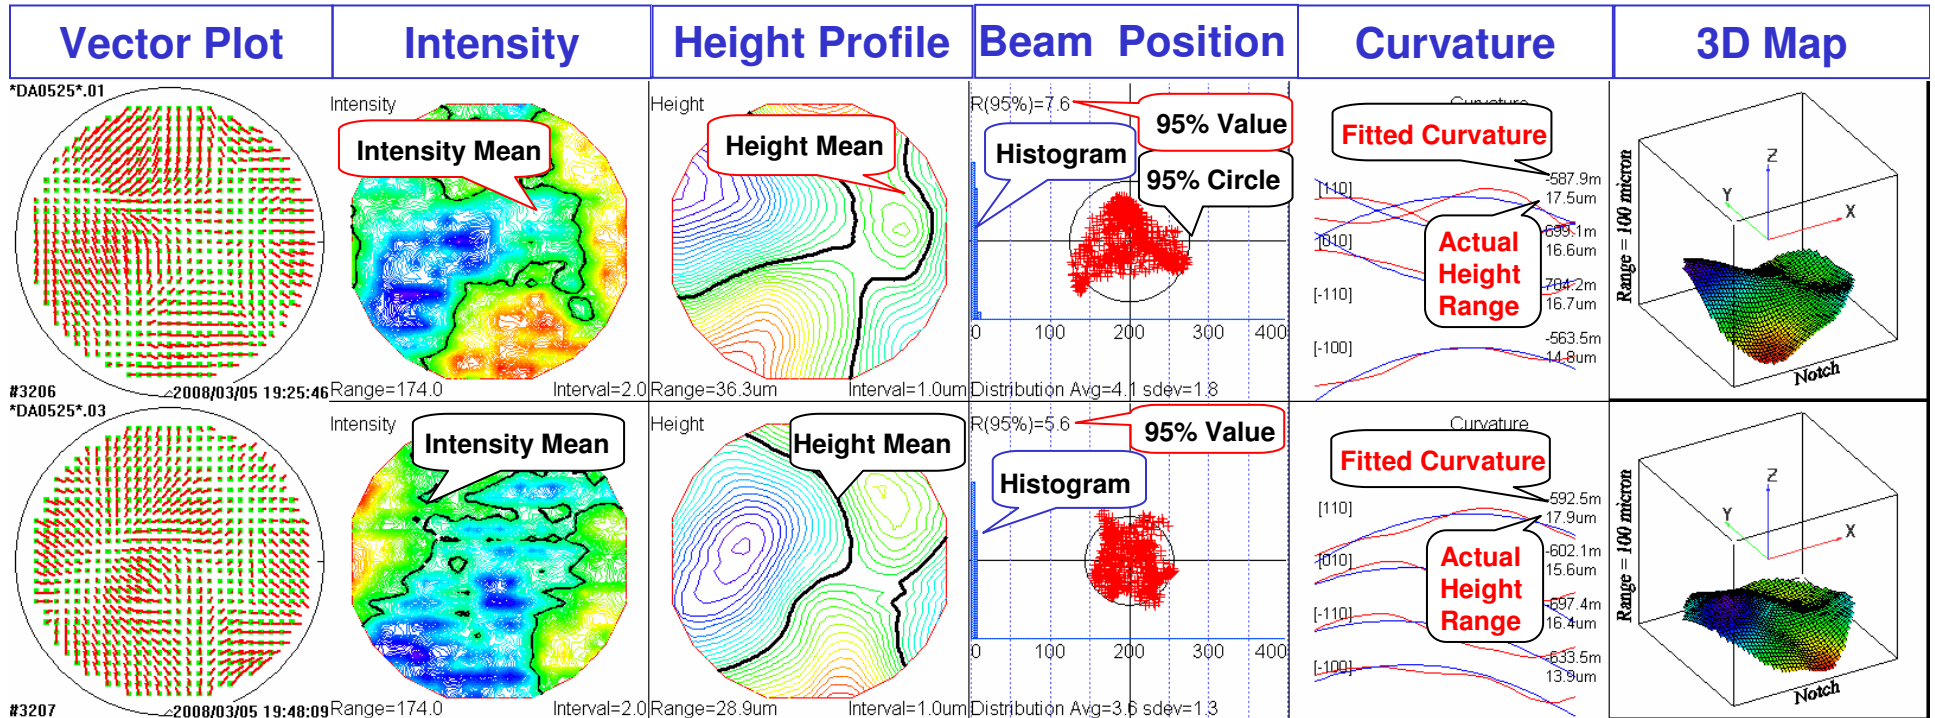 Vector Plot
Intensity
Height Profile
Beam Position
Curvature
3D Map
*DA0525*.01
#3206
2008/03/05 19:25:46
Intensity
Intensity Mean
Range=174.0
Interval=2.0
Height
Height Mean
Range=36.3um
Interval=1.0um
R(95%)=7.6
95% Value
Histogram
95% Circle
0 100 200 300 400
Distribution Avg=4.1 sdev=1.8
Fitted Curvature
[110]
-587.9m
17.5um
Actual
Height
Range
[010]
16.6um
[-110]
16.7um
[-100]
-563.5m
14.8um
Range = 100 micron
Z
Y
X
Notch
*DA0525*.03
#3207
2008/03/05 19:48:09
Intensity
Intensity Mean
Range=174.0
Interval=2.0
Height
Height Mean
Range=28.9um
Interval=1.0um
R(95%)=5.6
95% Value
Histogram
0 100 200 300 400
Distribution Avg=3.6 sdev=1.3
Curvature
Fitted Curvature
[110]
-592.5m
17.9um
Actual
Height
Range
[010]
-602.1m
15.6um
[-110]
-597.4m
16.4um
[-100]
-633.5m
13.9um
Range = 100 micron
Z
Y
X
Notch